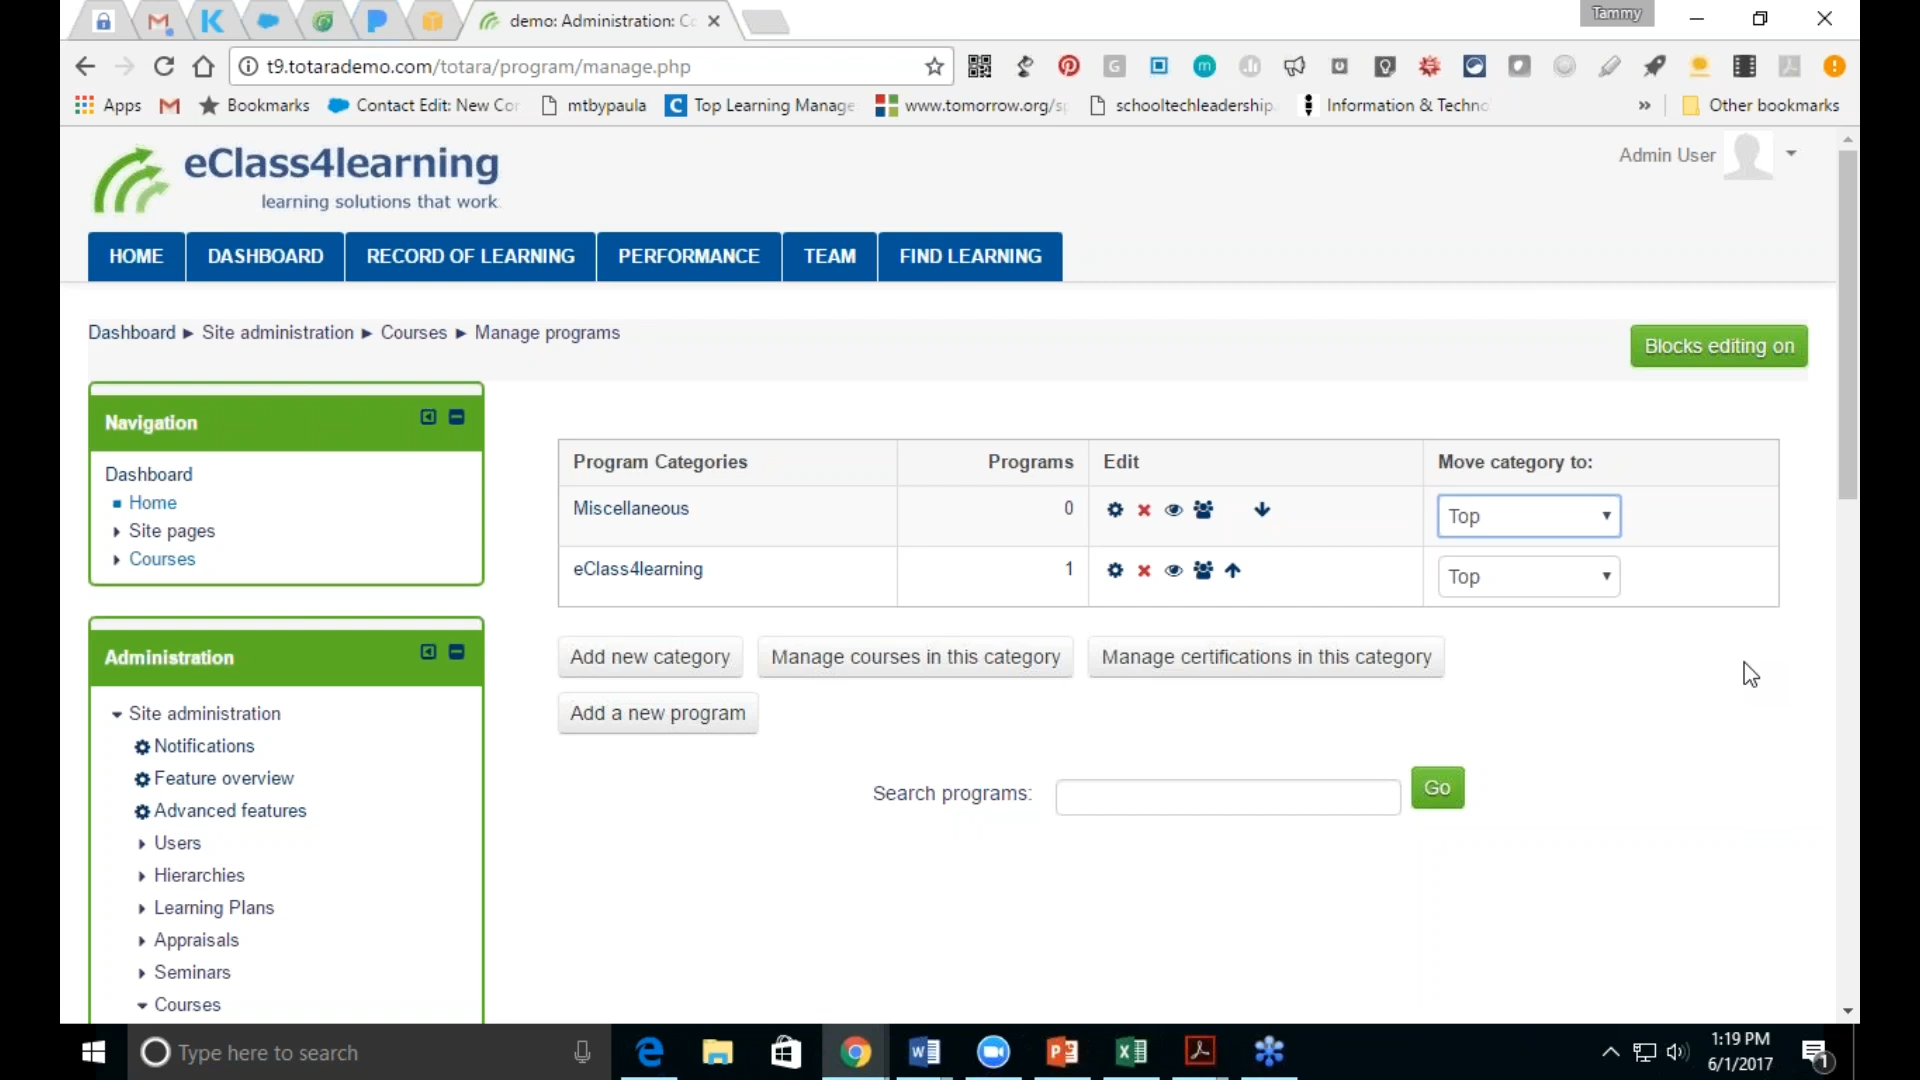 demo: Administration: Co
Tammy
t9.totarademo.com/totara/program/manage.php
Apps
Bookmarks
Contact Edit: New Cor
mtbypaula
Top Learning Manage
www.tomorrow.org/sp
schooltechleadership
Information & Techno
»
Other bookmarks
eClass4learning
learning solutions that work
Admin User
HOME
DASHBOARD
RECORD OF LEARNING
PERFORMANCE
TEAM
FIND LEARNING
Dashboard ► Site administration ► Courses ► Manage programs
Blocks editing on
Navigation
Dashboard
Home
Site pages
Courses
Administration
Site administration
Notifications
Feature overview
Advanced features
Users
Hierarchies
Learning Plans
Appraisals
Seminars
Courses
Program Categories Programs Edit Move category to:
Miscellaneous 0 Top
eClass4learning 1 Top
Add new category
Manage courses in this category
Manage certifications in this category
Add a new program
Search programs:
Go
Type here to search
1:19 PM
6/1/2017
1